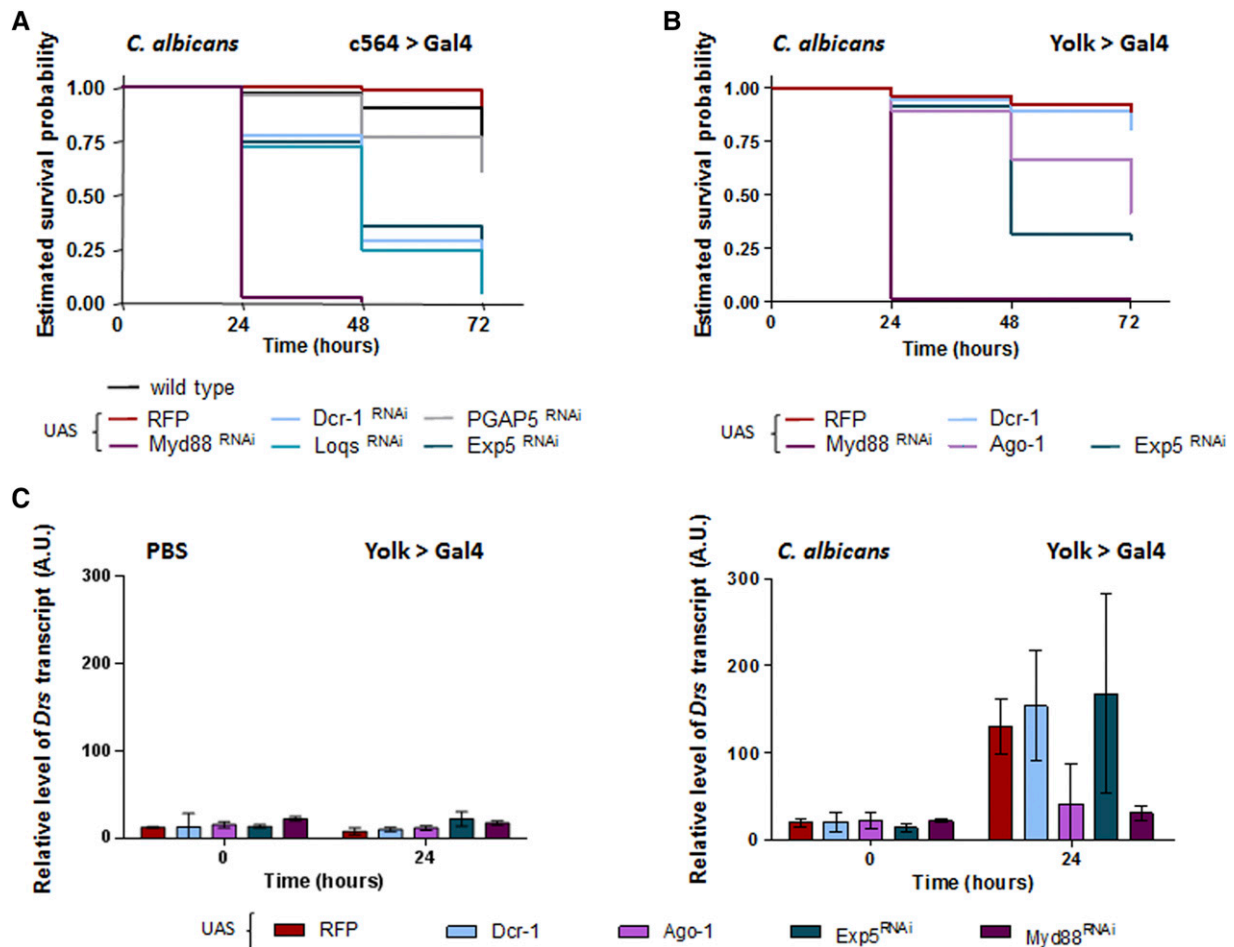 A
C. albicans c564 > Gal4
Estimated survival probability
1.00
0.75
0.50
0.25
0.00
0 24 48 72
Time (hours)
wild type
UAS
RFP Dcr-1 RNAi PGAP5 RNAi
Myd88 RNAi Loqs RNAi Exp5 RNAi
B
C. albicans Yolk > Gal4
Estimated survival probability
1.00
0.75
0.50
0.25
0.00
0 24 48 72
Time (hours)
UAS
RFP Dcr-1
Myd88 RNAi Ago-1 Exp5 RNAi
C
PBS Yolk > Gal4
Relative level of Drs transcript (A.U.)
300
200
100
0
0 24
Time (hours)
C. albicans Yolk > Gal4
Relative level of Drs transcript (A.U.)
300
200
100
0
0 24
Time (hours)
UAS RFP Dcr-1 Ago-1 Exp5RNAi Myd88RNAi